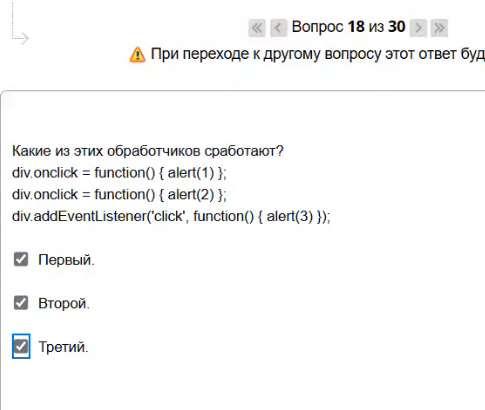 Вопрос 18 из 30
При переходе к другому вопросу этот ответ буд
Какие из этих обработчиков сработают?
div.onclick = function() { alert(1) };
div.onclick = function() { alert(2) };
div.addEventListener('click', function() { alert(3) });
Первый.
Второй.
Третий.